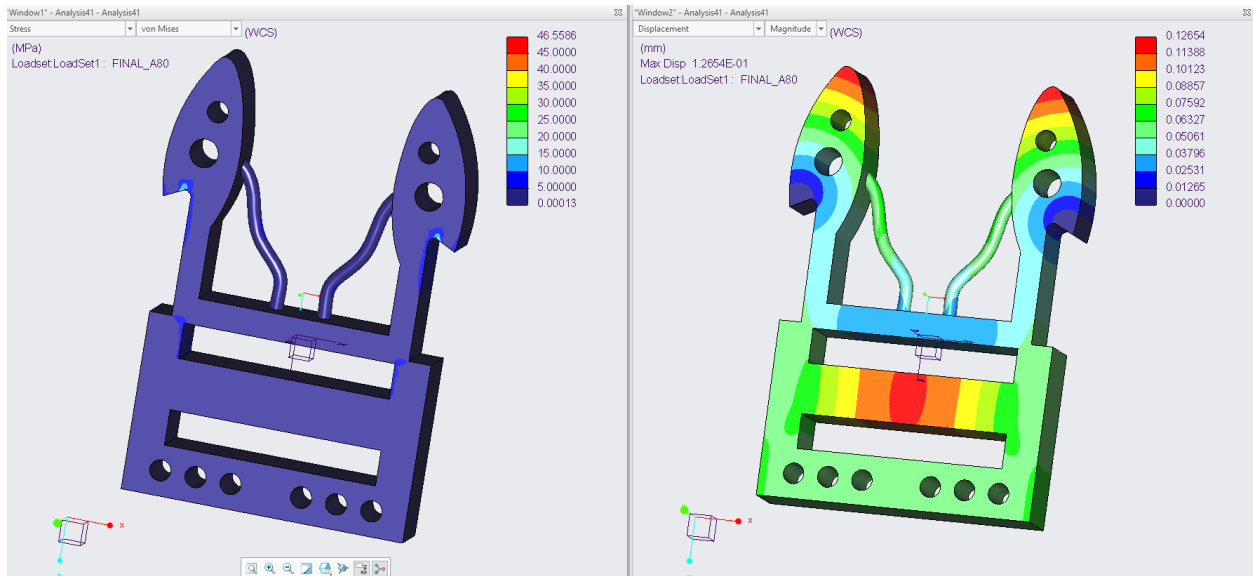 "Window1" - Analysis41 - Analysis41
Stress
von Mises
(WCS)
(MPa)
Loadset:LoadSet1 : FINAL_A80
46.5586
45.0000
40.0000
35.0000
30.0000
25.0000
20.0000
15.0000
10.0000
5.00000
0.00013
x
"Window2" - Analysis41 - Analysis41
Displacement
Magnitude
(WCS)
(mm)
Max Disp 1.2654E-01
Loadset:LoadSet1 : FINAL_A80
0.12654
0.11388
0.10123
0.08857
0.07592
0.06327
0.05061
0.03796
0.02531
0.01265
0.00000
x